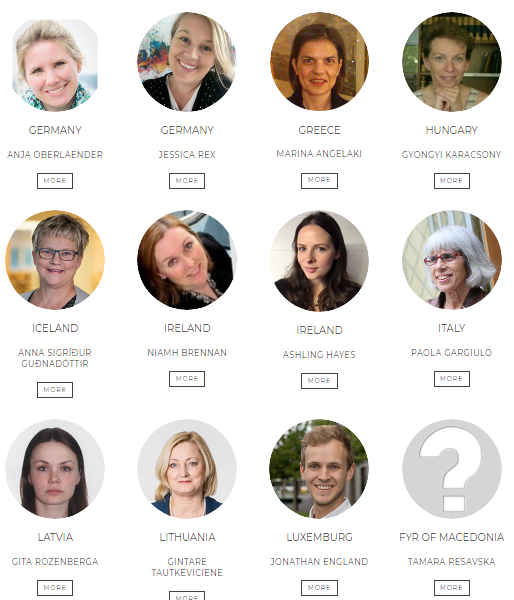 GERMANY
GERMANY
GREECE
HUNGARY
ANJA OBERLAENDER
JESSICA REX
MARINA ANGELAKI
GYONGYI KARACSONY
MORE
MORE
MORE
MORE
ICELAND
IRELAND
IRELAND
ITALY
ANNA SIGRÍÐUR
GUÐNADÓTTIR
NIAMH BRENNAN
ASHLING HAYES
PAOLA GARGIULO
MORE
MORE
MORE
MORE
LATVIA
LITHUANIA
LUXEMBURG
FYR OF MACEDONIA
GITA ROZENBERGA
GINTARE
TAUTKEVICIENE
JONATHAN ENGLAND
TAMARA RESAVSKA
MORE
MORE
MORE
MORE